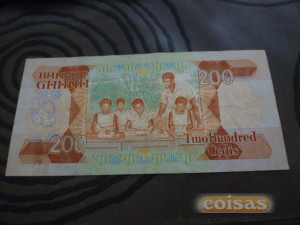 BANK OF
GHANA
200
200
Two Hundred
Cedis
coisas